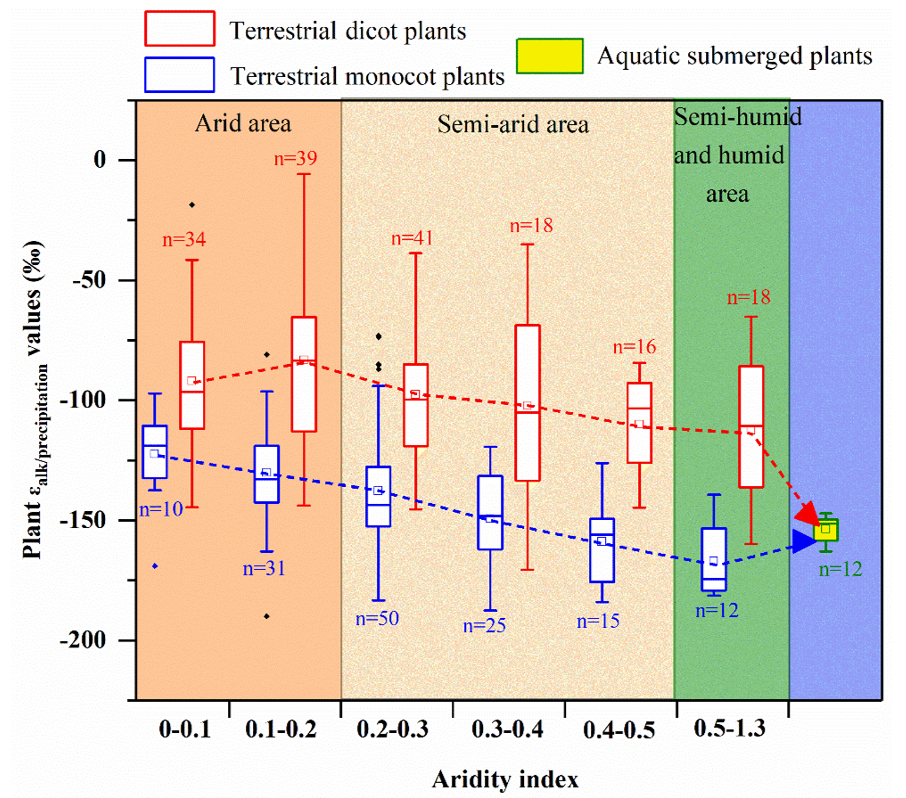 Terrestrial dicot plants
Terrestrial monocot plants
Aquatic submerged plants
Arid area
Semi-arid area
Semi-humid
and humid
area
Plant εalk/precipitation values (‰)
0
-50
-100
-150
-200
n=34
n=39
n=41
n=18
n=16
n=18
n=10
n=31
n=50
n=25
n=15
n=12
n=12
0-0.1
0.1-0.2
0.2-0.3
0.3-0.4
0.4-0.5
0.5-1.3
Aridity index